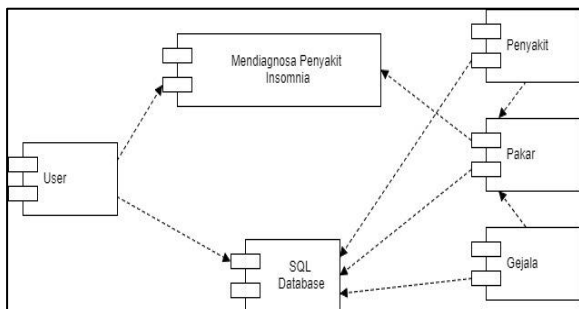 Penyakit
Mendiagnosa Penyakit
Insomnia
Pakar
User
Gejala
SQL
Database